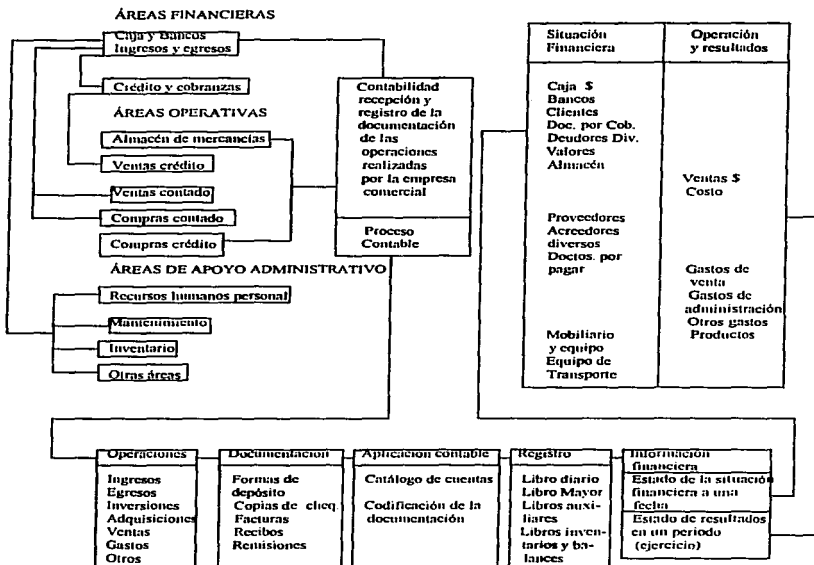 ÁREAS FINANCIERAS
Caja y Bancos
Ingresos y egresos
Crédito y cobranzas
ÁREAS OPERATIVAS
Almacén de mercancías
Ventas crédito
Ventas contado
Compras contado
Compras crédito
ÁREAS DE APOYO ADMINISTRATIVO
Recursos humanos personal
Mantenimiento
Inventario
Otras áreas
Contabilidad
recepción y
registro de la
documentación
de las
operaciones
realizadas
por la empresa
comercial
Proceso
Contable
Situación
Financiera
Caja $
Bancos
Clientes
Doc. por Cob.
Deudores Div.
Valores
Almacén
Proveedores
Acreedores
diversos
Doctos. por
pagar
Mobiliario
y equipo
Equipo de
Transporte
Operación
y resultados
Ventas $
Costo
Gastos de
venta
Gastos de
administración
Otros gastos
Productos
Operaciones
Ingresos
Egresos
Inversiones
Adquisiciones
Ventas
Gastos
Otros
Documentacion
Formas de
depósito
Copias de cheq.
Facturas
Recibos
Remisiones
Aplicacion contable
Catálogo de cuentas
Codificación de la
documentación
Registro
Libro diario
Libro Mayor
Libros auxi-
liares
Libros inven-
tarios y ba-
lances
Información
financiera
Estado de la situación
financiera a una
fecha
Estado de resultados
en un periodo
(ejercicio)